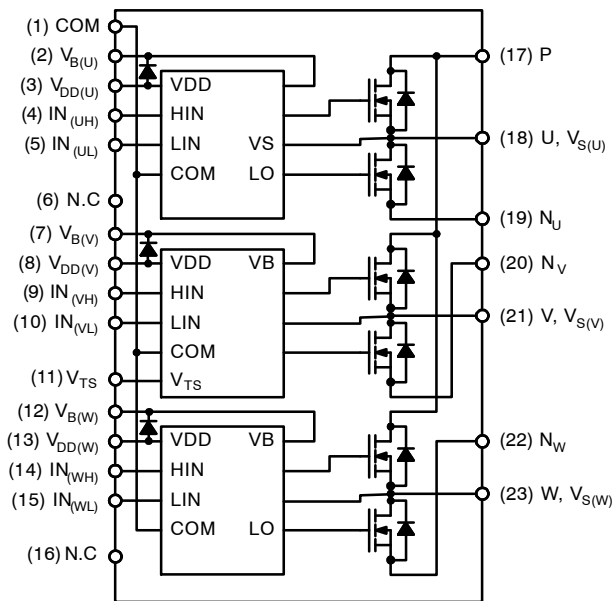 (1) COM
(2) VB(U)
(3) VDD(U)
(4) IN(UH)
(5) IN(UL)
(6) N.C
(7) VB(V)
(8) VDD(V)
(9) IN(VH)
(10) IN(VL)
(11) VTS
(12) VB(W)
(13) VDD(W)
(14) IN(WH)
(15) IN(WL)
(16) N.C
VDD
HIN
LIN VS
COM LO
VDD VB
HIN
LIN
COM
VTS
VDD VB
HIN
LIN
COM LO
(17) P
(18) U, VS(U)
(19) NU
(20) NV
(21) V, VS(V)
(22) NW
(23) W, VS(W)